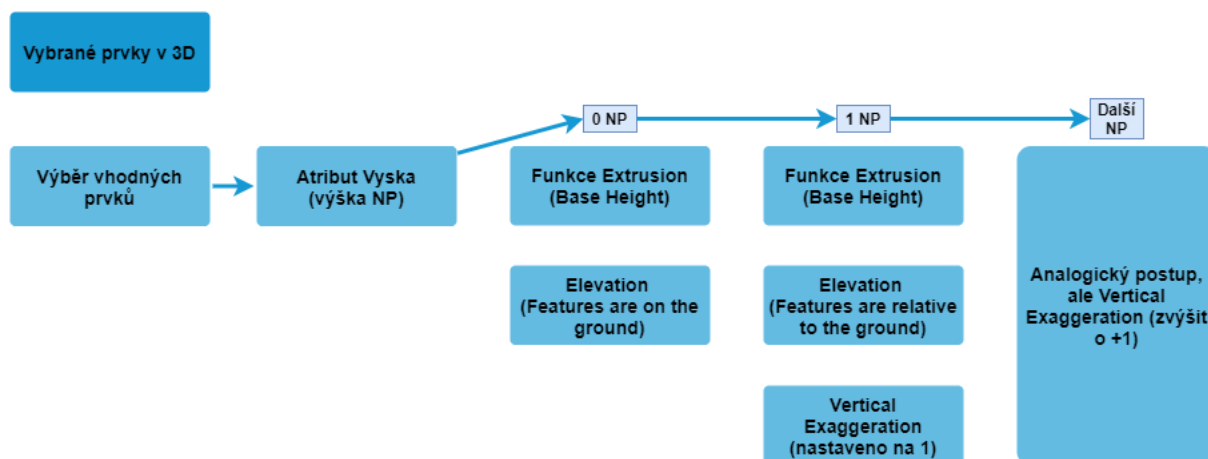 Vybrané prvky v 3D
Výběr vhodných
prvků
Atribut Vyska
(výška NP)
0 NP
Funkce Extrusion
(Base Height)
Elevation
(Features are on the
ground)
1 NP
Funkce Extrusion
(Base Height)
Elevation
(Features are relative
to the ground)
Vertical
Exaggeration
(nastaveno na 1)
Další
NP
Analogický postup,
ale Vertical
Exaggeration (zvýšit
o +1)